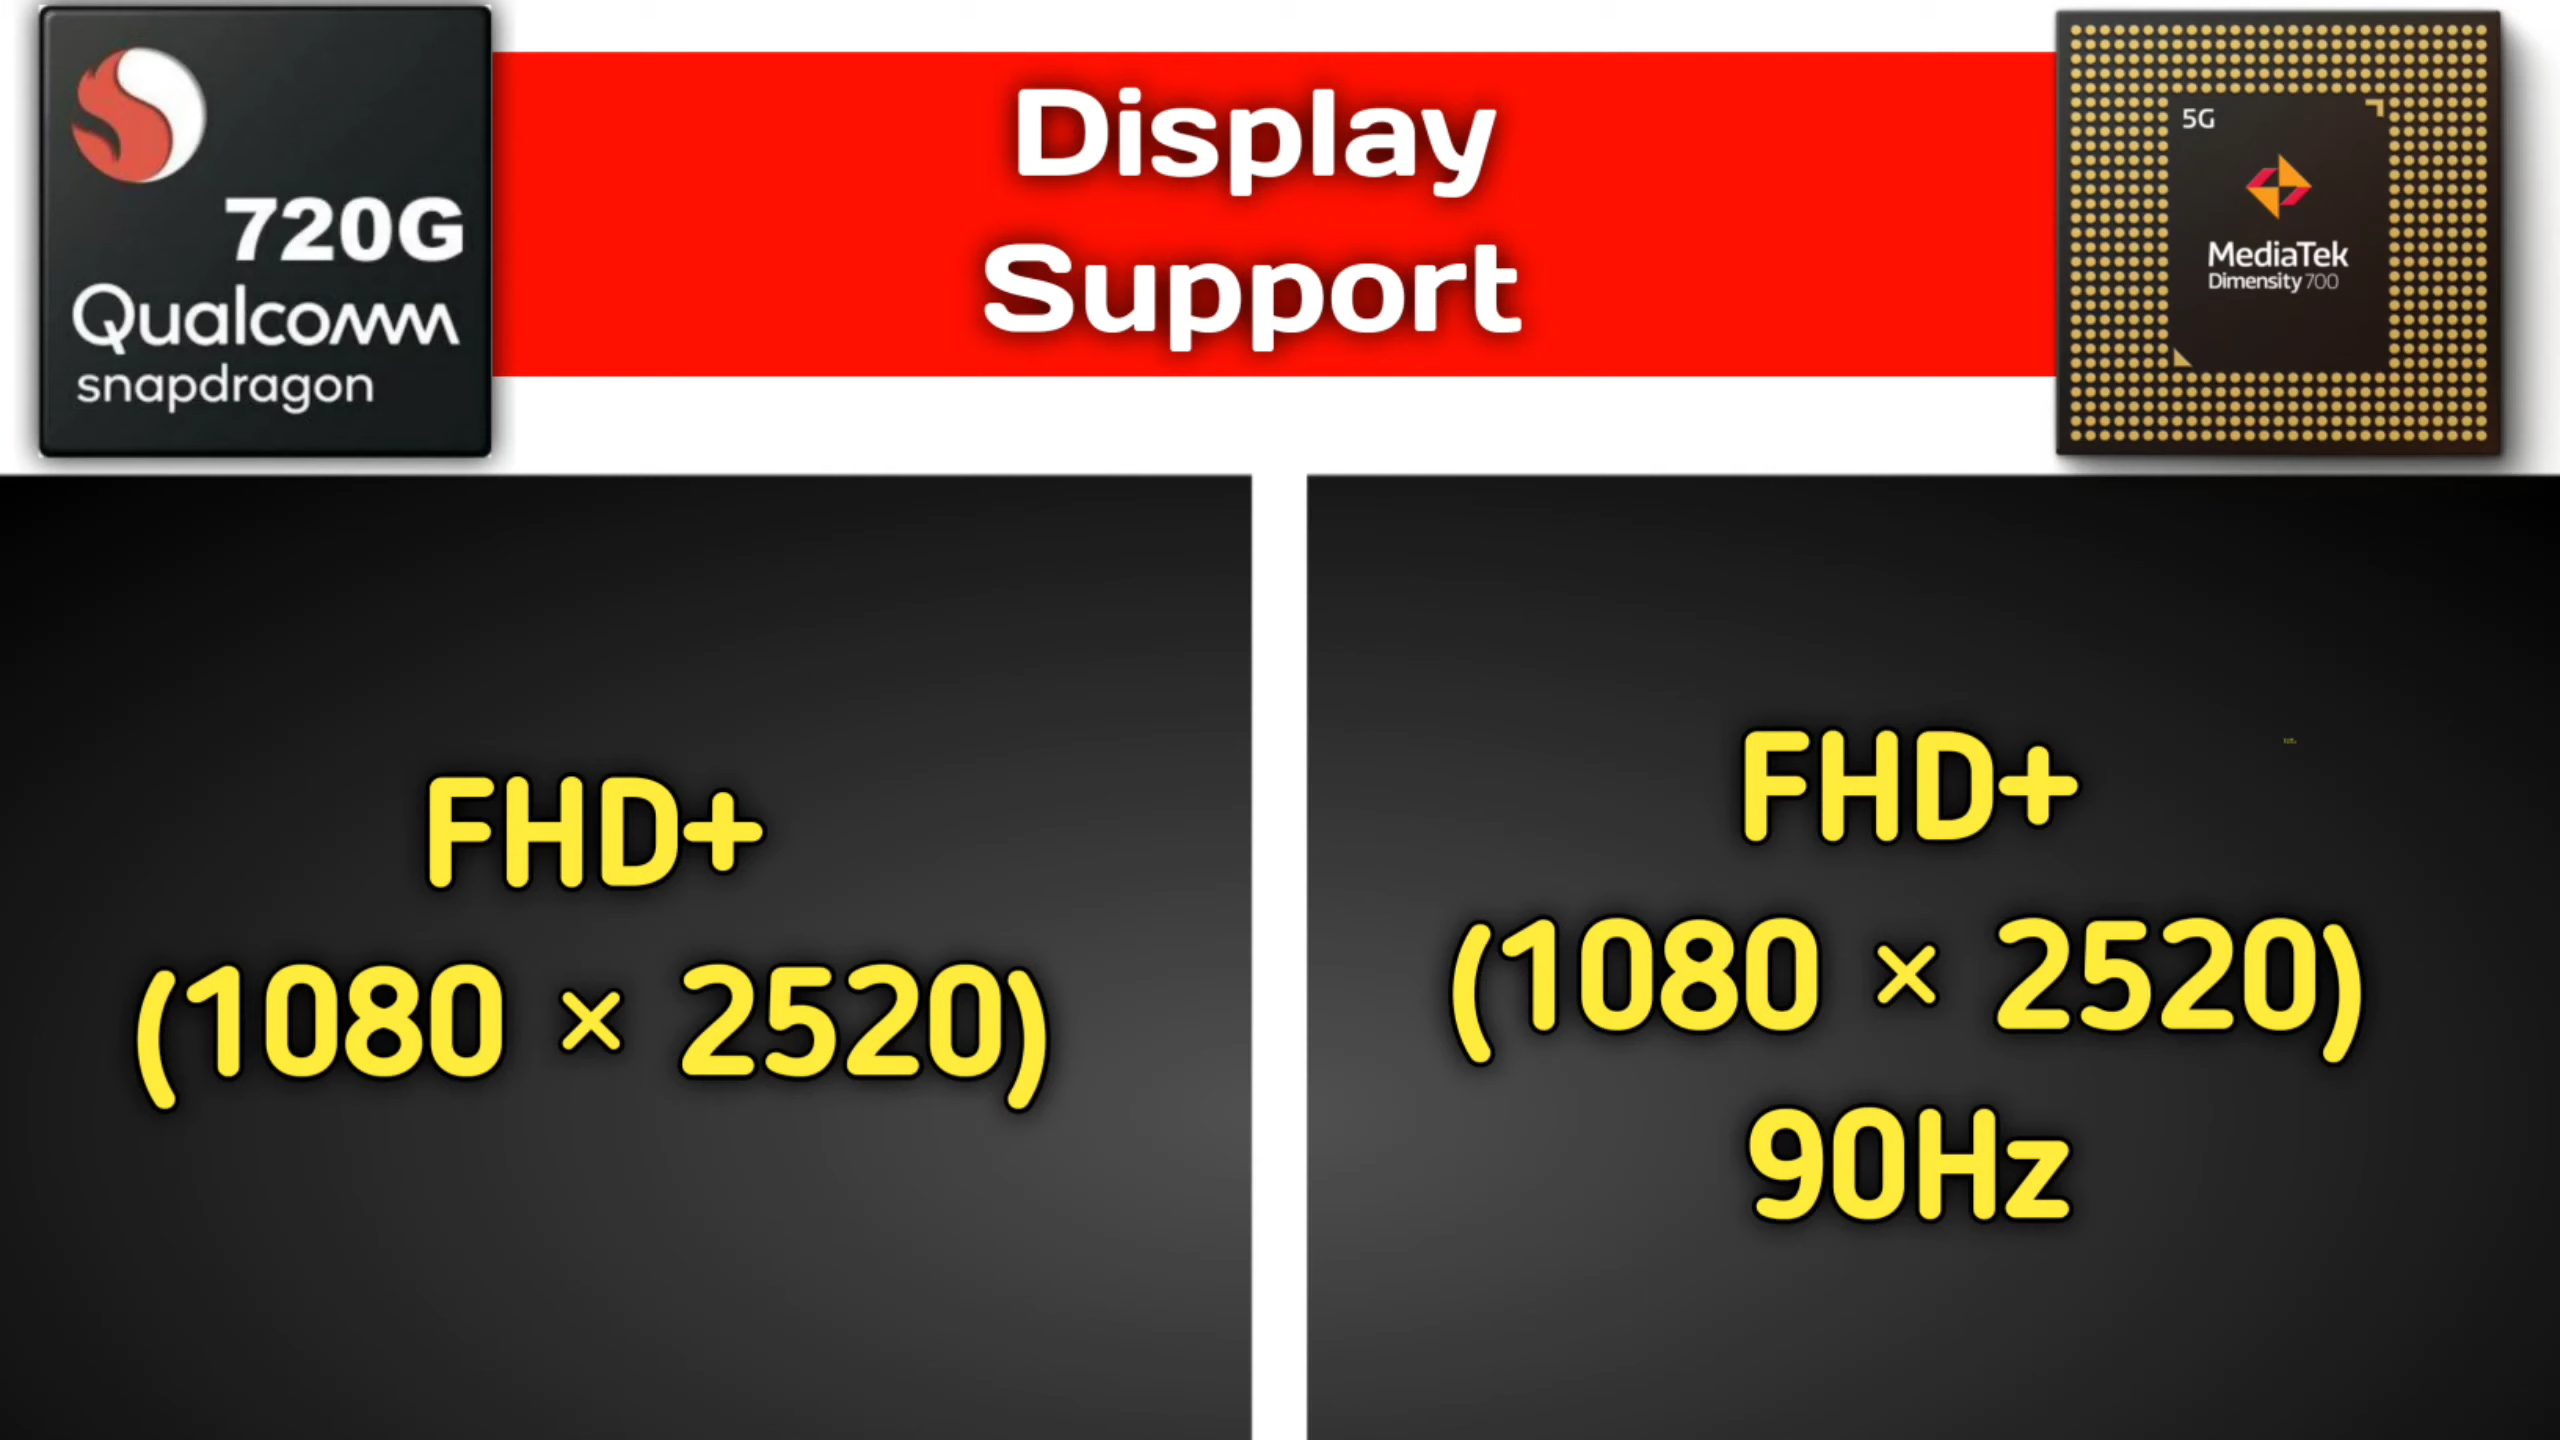 720G
Qualcomm
snapdragon
Display
Support
5G
MediaTek
Dimensity 700
FHD+
(1080 × 2520)
FHD+
(1080 × 2520)
90Hz